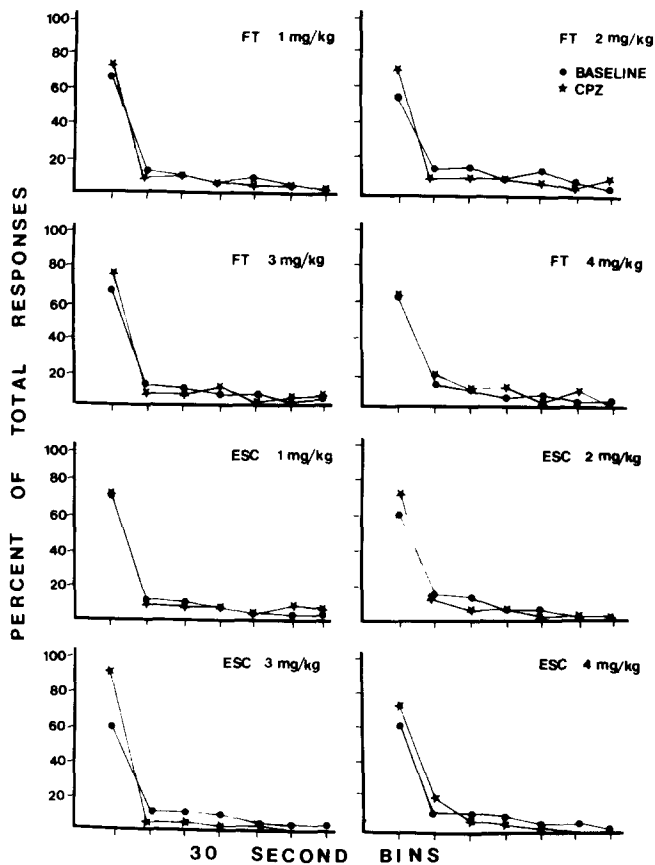 PERCENT OF TOTAL RESPONSES
100
80
60
40
20
FT 1 mg/kg
FT 2 mg/kg
BASELINE
CPZ
100
80
60
40
20
FT 3 mg/kg
FT 4 mg/kg
100
80
60
40
20
ESC 1 mg/kg
ESC 2 mg/kg
100
80
60
40
20
ESC 3 mg/kg
ESC 4 mg/kg
30 SECOND BINS